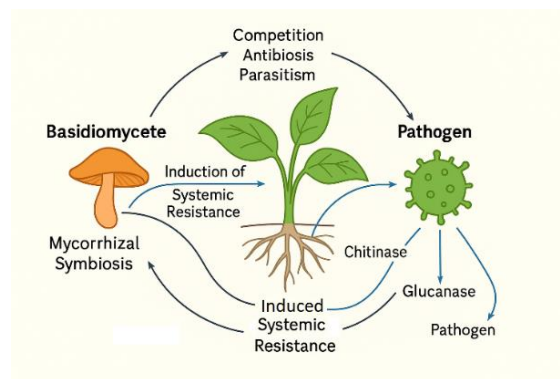 Competition
Antibiosis
Parasitism
Basidiomycete
Pathogen
Induction of
Systemic
Resistance
Mycorrhizal
Symbiosis
Chitinase
Glucanase
Pathogen
Induced
Systemic
Resistance